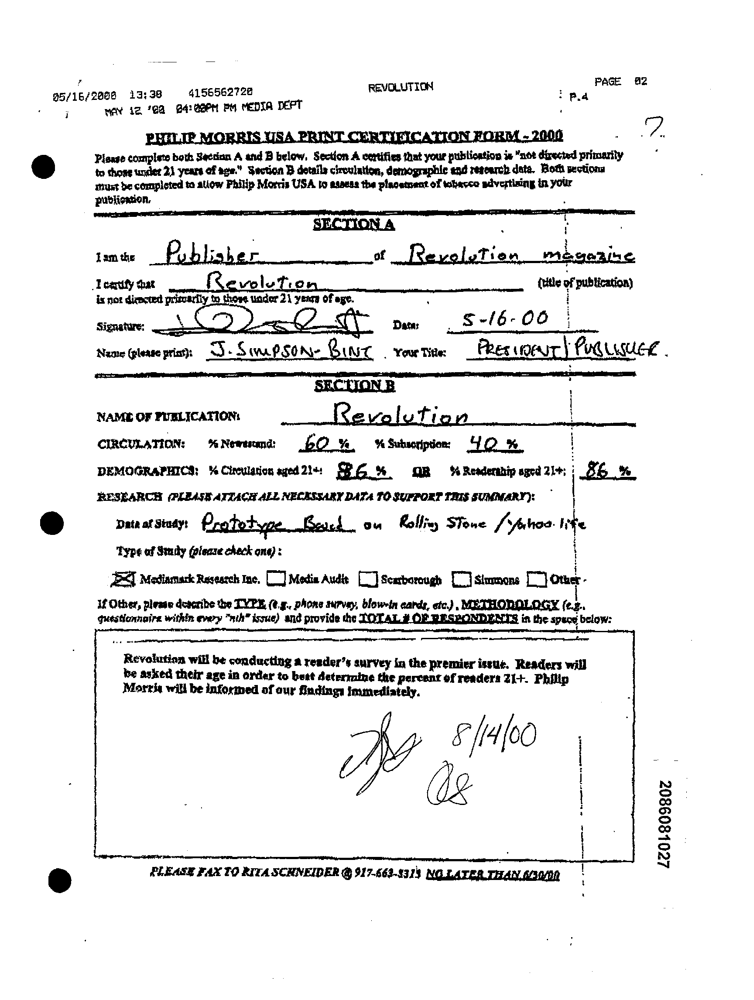 05/16/2000 13:38 4156562720 REVOLUTION PAGE 02
MAY 12 '00 04:00PM PM MEDIA DEPT P.4
?
PHILIP MORRIS USA PRINT CERTIFICATION FORM - 2000
Please complete both Section A and B below. Section A certifies that your publication is "not directed primarily
to those under 21 years of age." Section B details circulation, demographic and research data. Both sections
must be completed to allow Philip Morris USA to assess the placement of tobacco advertising in your
publication.
SECTION A
I am the Publisher of Revolution magazine
I certify that Revolution (title of publication)
is not directed primarily to those under 21 years of age.
Signature: Date: 5-16-00
Name (please print): J. SIMPSON-BINT Your Title: PRESIDENT / PUBLISHER.
SECTION B
NAME OF PUBLICATION: Revolution
CIRCULATION: % Newsstand: 60 % % Subscription: 40 %
DEMOGRAPHICS: % Circulation aged 21+: 86 % OR % Readership aged 21+: 86 %
RESEARCH (PLEASE ATTACH ALL NECESSARY DATA TO SUPPORT THIS SUMMARY):
Date of Study: Prototype Based on Rolling Stone / Yahoo life
Type of Study (please check one):
Mediamark Research Inc. Media Audit Scarborough Simmons Other
If Other, please describe the TYPE (e.g., phone survey, blow-in cards, etc.), METHODOLOGY (e.g.,
questionnaire within every "nth" issue) and provide the TOTAL # OF RESPONDENTS in the space below:
Revolution will be conducting a reader's survey in the premier issue. Readers will
be asked their age in order to best determine the percent of readers 21+. Philip
Morris will be informed of our findings immediately.
8/14/00
PLEASE FAX TO RITA SCHNEIDER @ 917-663-5313 NO LATER THAN 6/30/00
2086081027